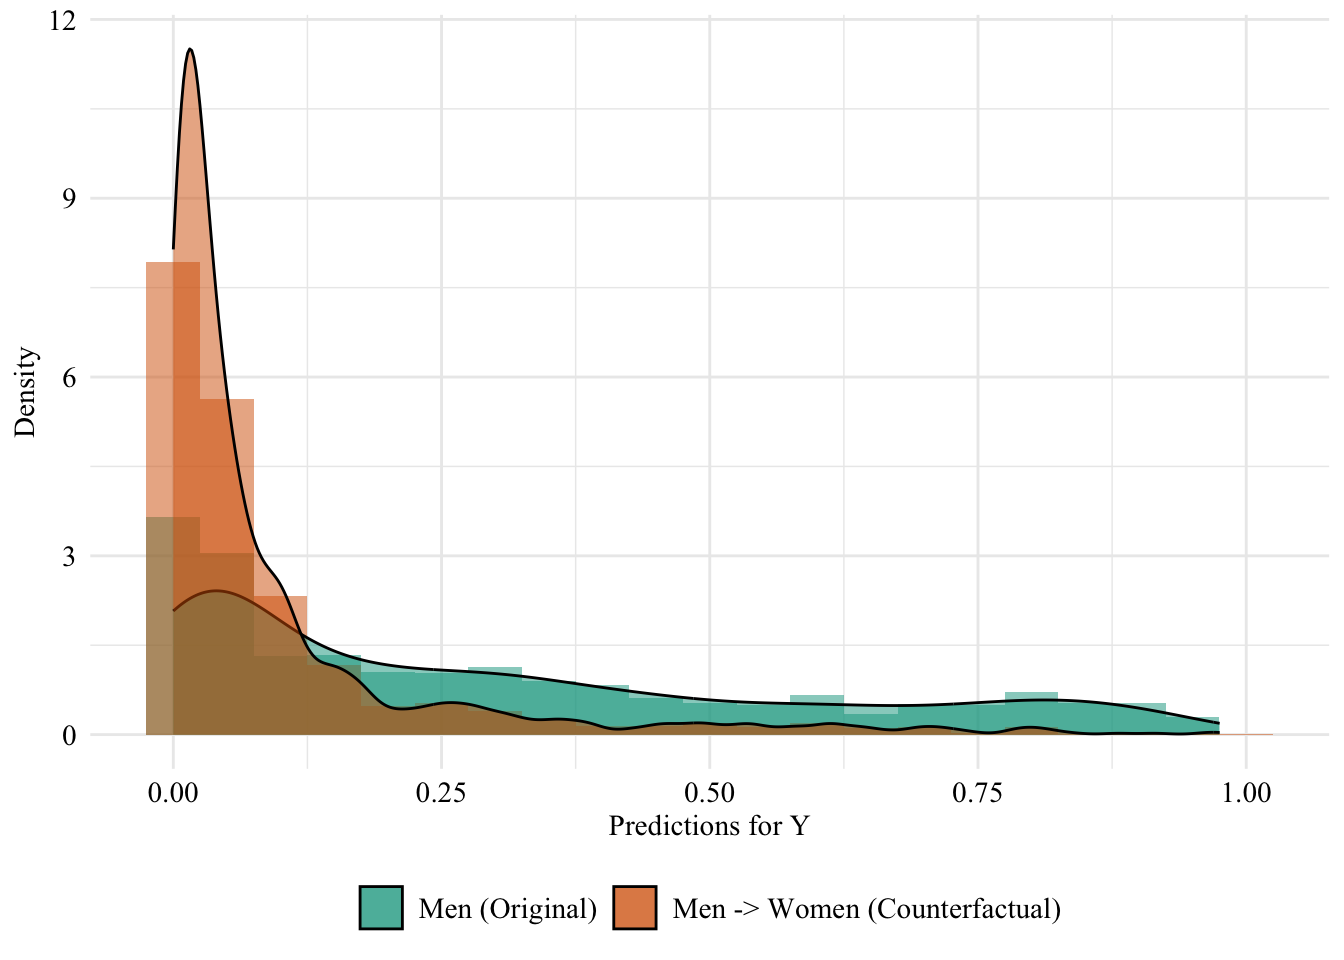 12
9
6
3
0
Density
0.00 0.25 0.50 0.75 1.00
Predictions for Y
Men (Original) Men -> Women (Counterfactual)